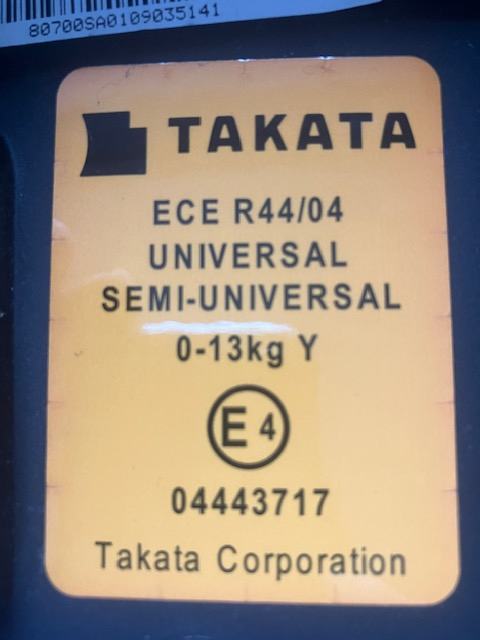 80700SA0109035141
TAKATA
ECE R44/04
UNIVERSAL
SEMI-UNIVERSAL
0-13kg Y
E 4
04443717
Takata Corporation